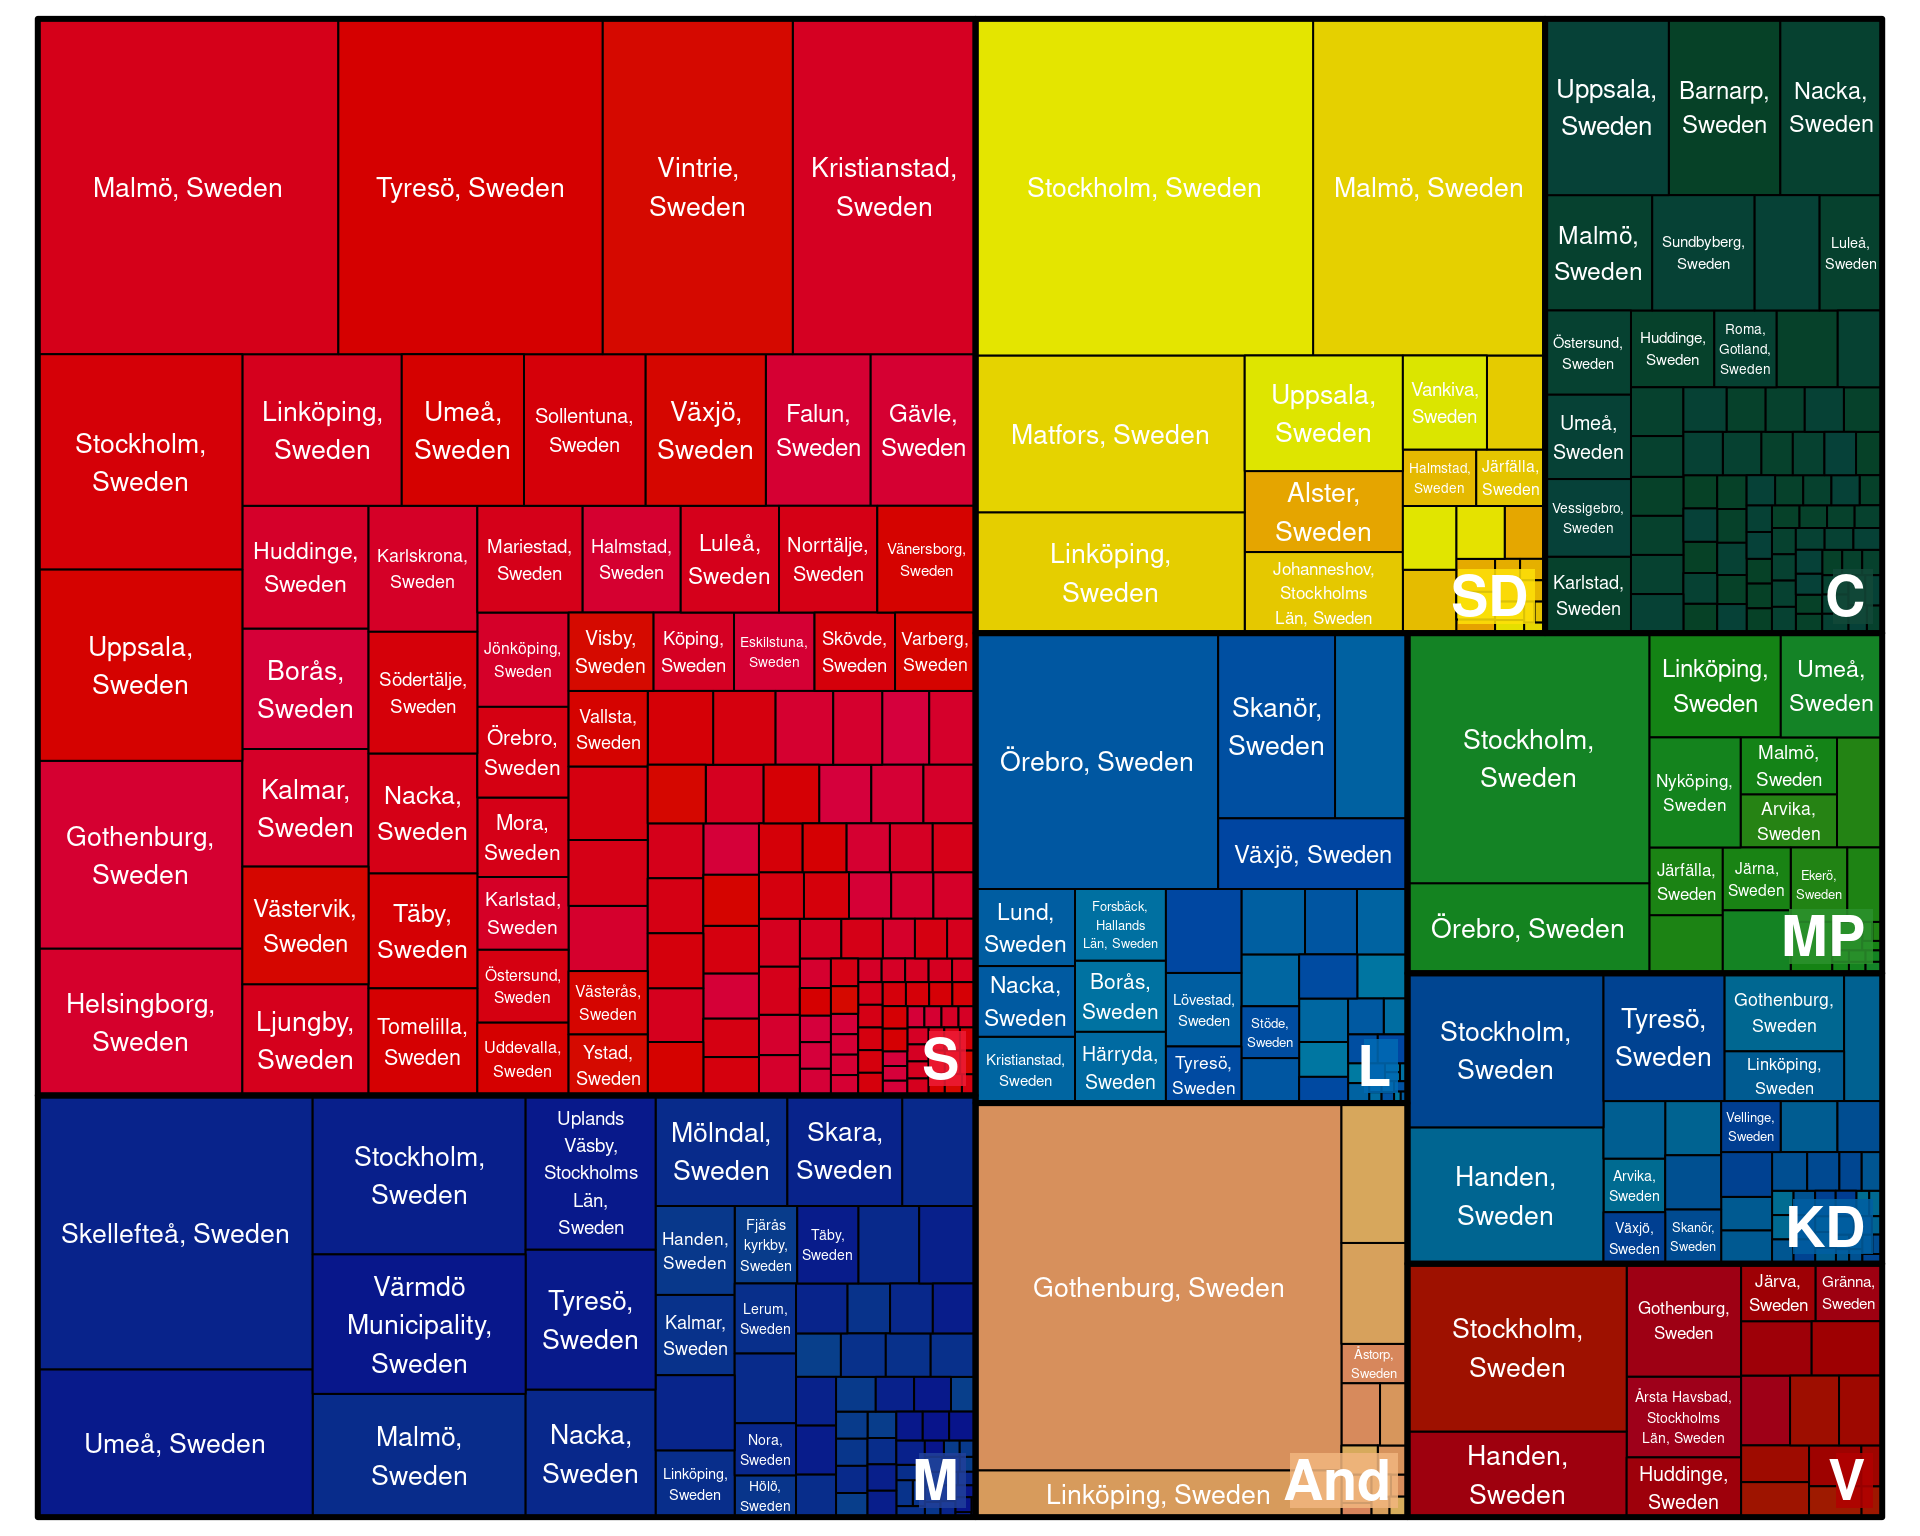 Malmö, Sweden
Tyresö, Sweden
Vintrie,
Sweden
Kristianstad,
Sweden
Stockholm,
Sweden
Linköping,
Sweden
Umeå,
Sweden
Sollentuna,
Sweden
Växjö,
Sweden
Falun,
Sweden
Gävle,
Sweden
Uppsala,
Sweden
Gothenburg,
Sweden
Helsingborg,
Sweden
Huddinge,
Sweden
Borås,
Sweden
Kalmar,
Sweden
Västervik,
Sweden
Ljungby,
Sweden
Karlskrona,
Sweden
Södertälje,
Sweden
Nacka,
Sweden
Täby,
Sweden
Tomelilla,
Sweden
Mariestad,
Sweden
Halmstad,
Sweden
Luleå,
Sweden
Norrtälje,
Sweden
Vänersborg,
Sweden
Jönköping,
Sweden
Örebro,
Sweden
Mora,
Sweden
Karlstad,
Sweden
Östersund,
Sweden
Uddevalla,
Sweden
Visby,
Sweden
Köping,
Sweden
Eskilstuna,
Sweden
Skövde,
Sweden
Varberg,
Sweden
Vallsta,
Sweden
Västerås,
Sweden
Ystad,
Sweden
S
Stockholm, Sweden
Malmö, Sweden
Matfors, Sweden
Linköping,
Sweden
Uppsala,
Sweden
Alster,
Sweden
Johanneshov,
Stockholms
Län, Sweden
Vankiva,
Sweden
Halmstad,
Sweden
Järfälla,
Sweden
SD
Uppsala,
Sweden
Barnarp,
Sweden
Nacka,
Sweden
Malmö,
Sweden
Sundbyberg,
Sweden
Luleå,
Sweden
Östersund,
Sweden
Huddinge,
Sweden
Roma,
Gotland,
Sweden
Umeå,
Sweden
Vessigebro,
Sweden
Karlstad,
Sweden
C
Örebro, Sweden
Skanör,
Sweden
Växjö, Sweden
Lund,
Sweden
Nacka,
Sweden
Kristianstad,
Sweden
Forsbäck,
Hallands
Län, Sweden
Borås,
Sweden
Härryda,
Sweden
Lövestad,
Sweden
Tyresö,
Sweden
Stöde,
Sweden
L
Stockholm,
Sweden
Örebro, Sweden
Linköping,
Sweden
Umeå,
Sweden
Nyköping,
Sweden
Malmö,
Sweden
Arvika,
Sweden
Järfälla,
Sweden
Järna,
Sweden
Ekerö,
Sweden
MP
Stockholm,
Sweden
Handen,
Sweden
Tyresö,
Sweden
Gothenburg,
Sweden
Linköping,
Sweden
Arvika,
Sweden
Växjö,
Sweden
Skanör,
Sweden
Vellinge,
Sweden
KD
Skellefteå, Sweden
Umeå, Sweden
Stockholm,
Sweden
Värmdö
Municipality,
Sweden
Malmö,
Sweden
Uplands
Väsby,
Stockholms
Län,
Sweden
Tyresö,
Sweden
Nacka,
Sweden
Mölndal,
Sweden
Skara,
Sweden
Handen,
Sweden
Kalmar,
Sweden
Linköping,
Sweden
Fjärås
kyrkby,
Sweden
Lerum,
Sweden
Nora,
Sweden
Hölö,
Sweden
Täby,
Sweden
M
Gothenburg, Sweden
Linköping, Sweden
Åstorp,
Sweden
And
Stockholm,
Sweden
Handen,
Sweden
Gothenburg,
Sweden
Årsta Havsbad,
Stockholms
Län, Sweden
Huddinge,
Sweden
Järva,
Sweden
Gränna,
Sweden
V